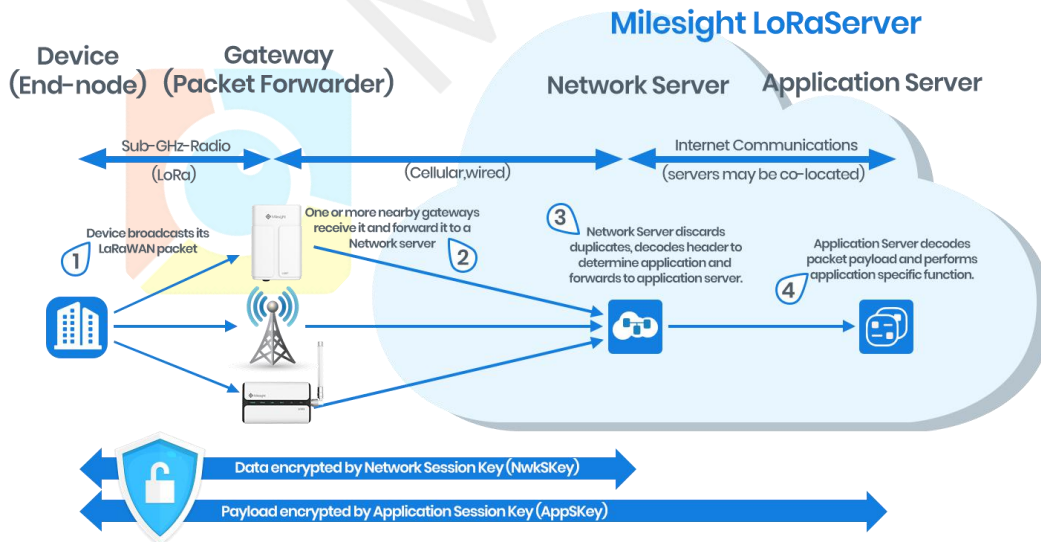 Milesight LoRaServer
Device
(End-node)
Gateway
(Packet Forwarder)
Network Server
Application Server
Sub-GHz-Radio
(LoRa)
(Cellular,wired)
Internet Communications
(servers may be co-located)
1
Device broadcasts its
LaRaWAN packet
One or more nearby gateways
receive it and forward it to a
Network server
2
3
Network Server discards
duplicates, decodes header to
determine application and
forwards to application server.
Application Server decodes
packet payload and performs
application specific function.
4
Milesight
Milesight
Data encrypted by Network Session Key (NwkSKey)
Payload encrypted by Application Session Key (AppSKey)